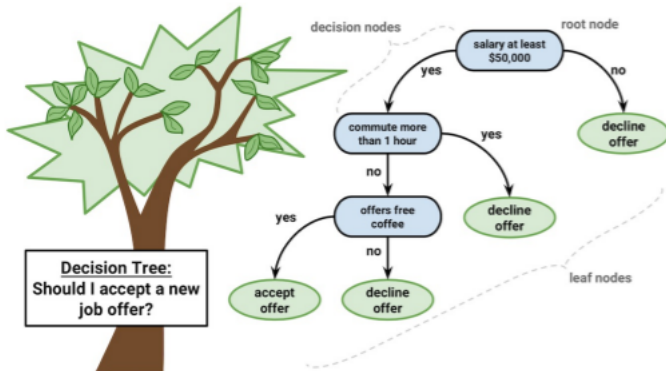 decision nodes
root node
salary at least
$50,000
yes
no
commute more
than 1 hour
decline
offer
yes
no
offers free
coffee
decline
offer
yes
no
accept
offer
decline
offer
leaf nodes
Decision Tree:
Should I accept a new
job offer?